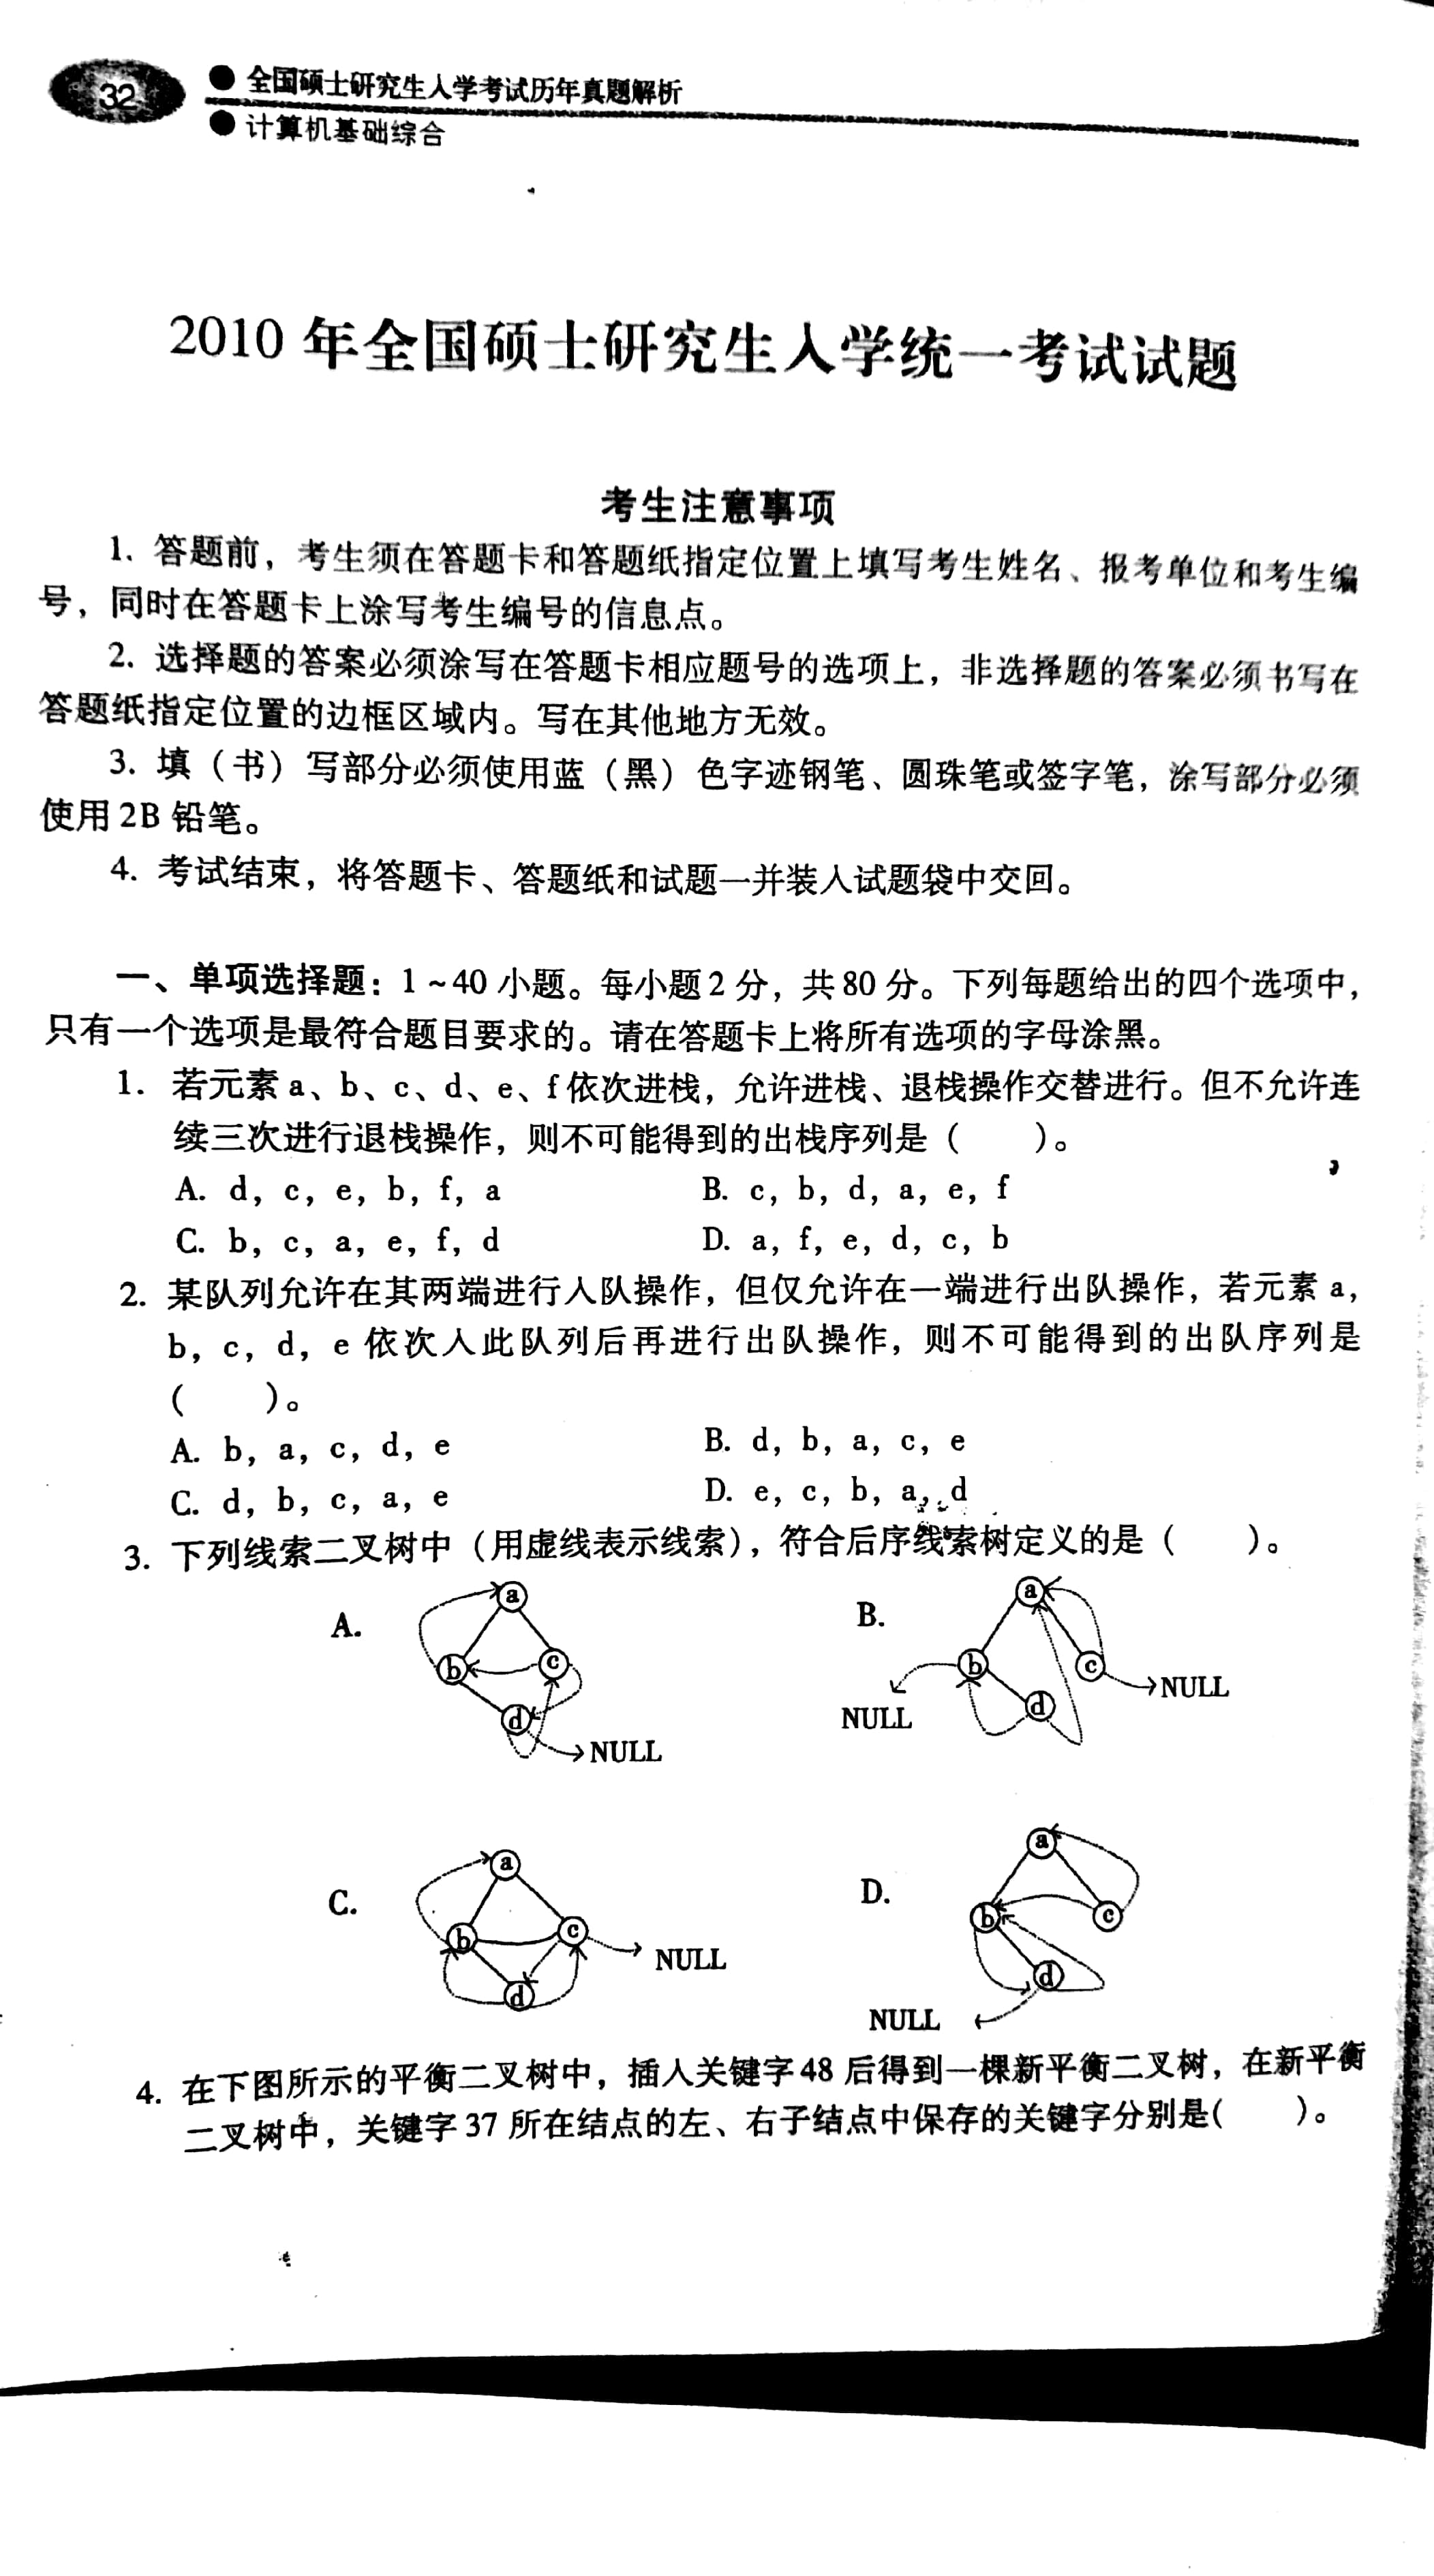 32
全国硕士研究生入学考试历年真题解析
计算机基础综合
2010 年全国硕士研究生入学统一考试试题
考生注意事项
1. 答题前，考生须在答题卡和答题纸指定位置上填写考生姓名、报考单位和考生编
号，同时在答题卡上涂写考生编号的信息点。
2. 选择题的答案必须涂写在答题卡相应题号的选项上，非选择题的答案必须书写在
答题纸指定位置的边框区域内。写在其他地方无效。
3. 填（书）写部分必须使用蓝（黑）色字迹钢笔、圆珠笔或签字笔，涂写部分必须
使用 2B 铅笔。
4. 考试结束，将答题卡、答题纸和试题一并装入试题袋中交回。
一、单项选择题：1～40 小题。每小题 2 分，共 80 分。下列每题给出的四个选项中，
只有一个选项是最符合题目要求的。请在答题卡上将所有选项的字母涂黑。
1. 若元素 a、b、c、d、e、f 依次进栈，允许进栈、退栈操作交替进行。但不允许连
续三次进行退栈操作，则不可能得到的出栈序列是（　　）。
A. d，c，e，b，f，a　B. c，b，d，a，e，f
C. b，c，a，e，f，d　D. a，f，e，d，c，b
2. 某队列允许在其两端进行入队操作，但仅允许在一端进行出队操作，若元素 a，
b，c，d，e 依次入此队列后再进行出队操作，则不可能得到的出队序列是
（　　）。
A. b，a，c，d，e　B. d，b，a，c，e
C. d，b，c，a，e　D. e，c，b，a，d
3. 下列线索二叉树中（用虚线表示线索），符合后序线索树定义的是（　　）。
A. a b c d NULL
B. a b c d NULL NULL
C. a b c d NULL
D. a b c d NULL
4. 在下图所示的平衡二叉树中，插入关键字 48 后得到一棵新平衡二叉树，在新平衡
二叉树中，关键字 37 所在结点的左、右子结点中保存的关键字分别是（　　）。